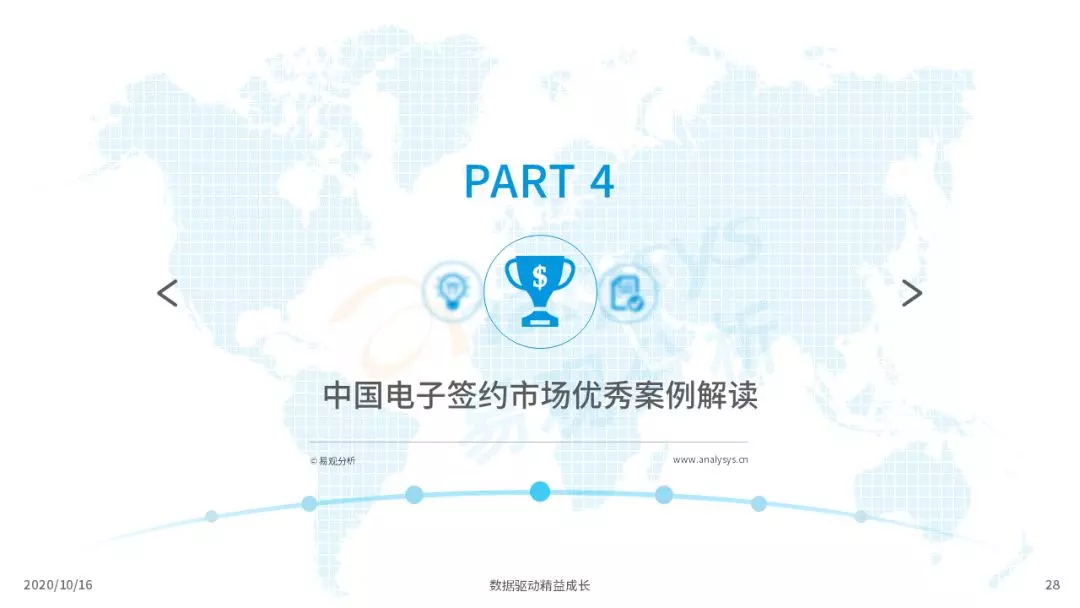 PART 4
$
中国电子签约市场优秀案例解读
© 易观分析
www.analysys.cn
2020/10/16
数据驱动精益成长
28